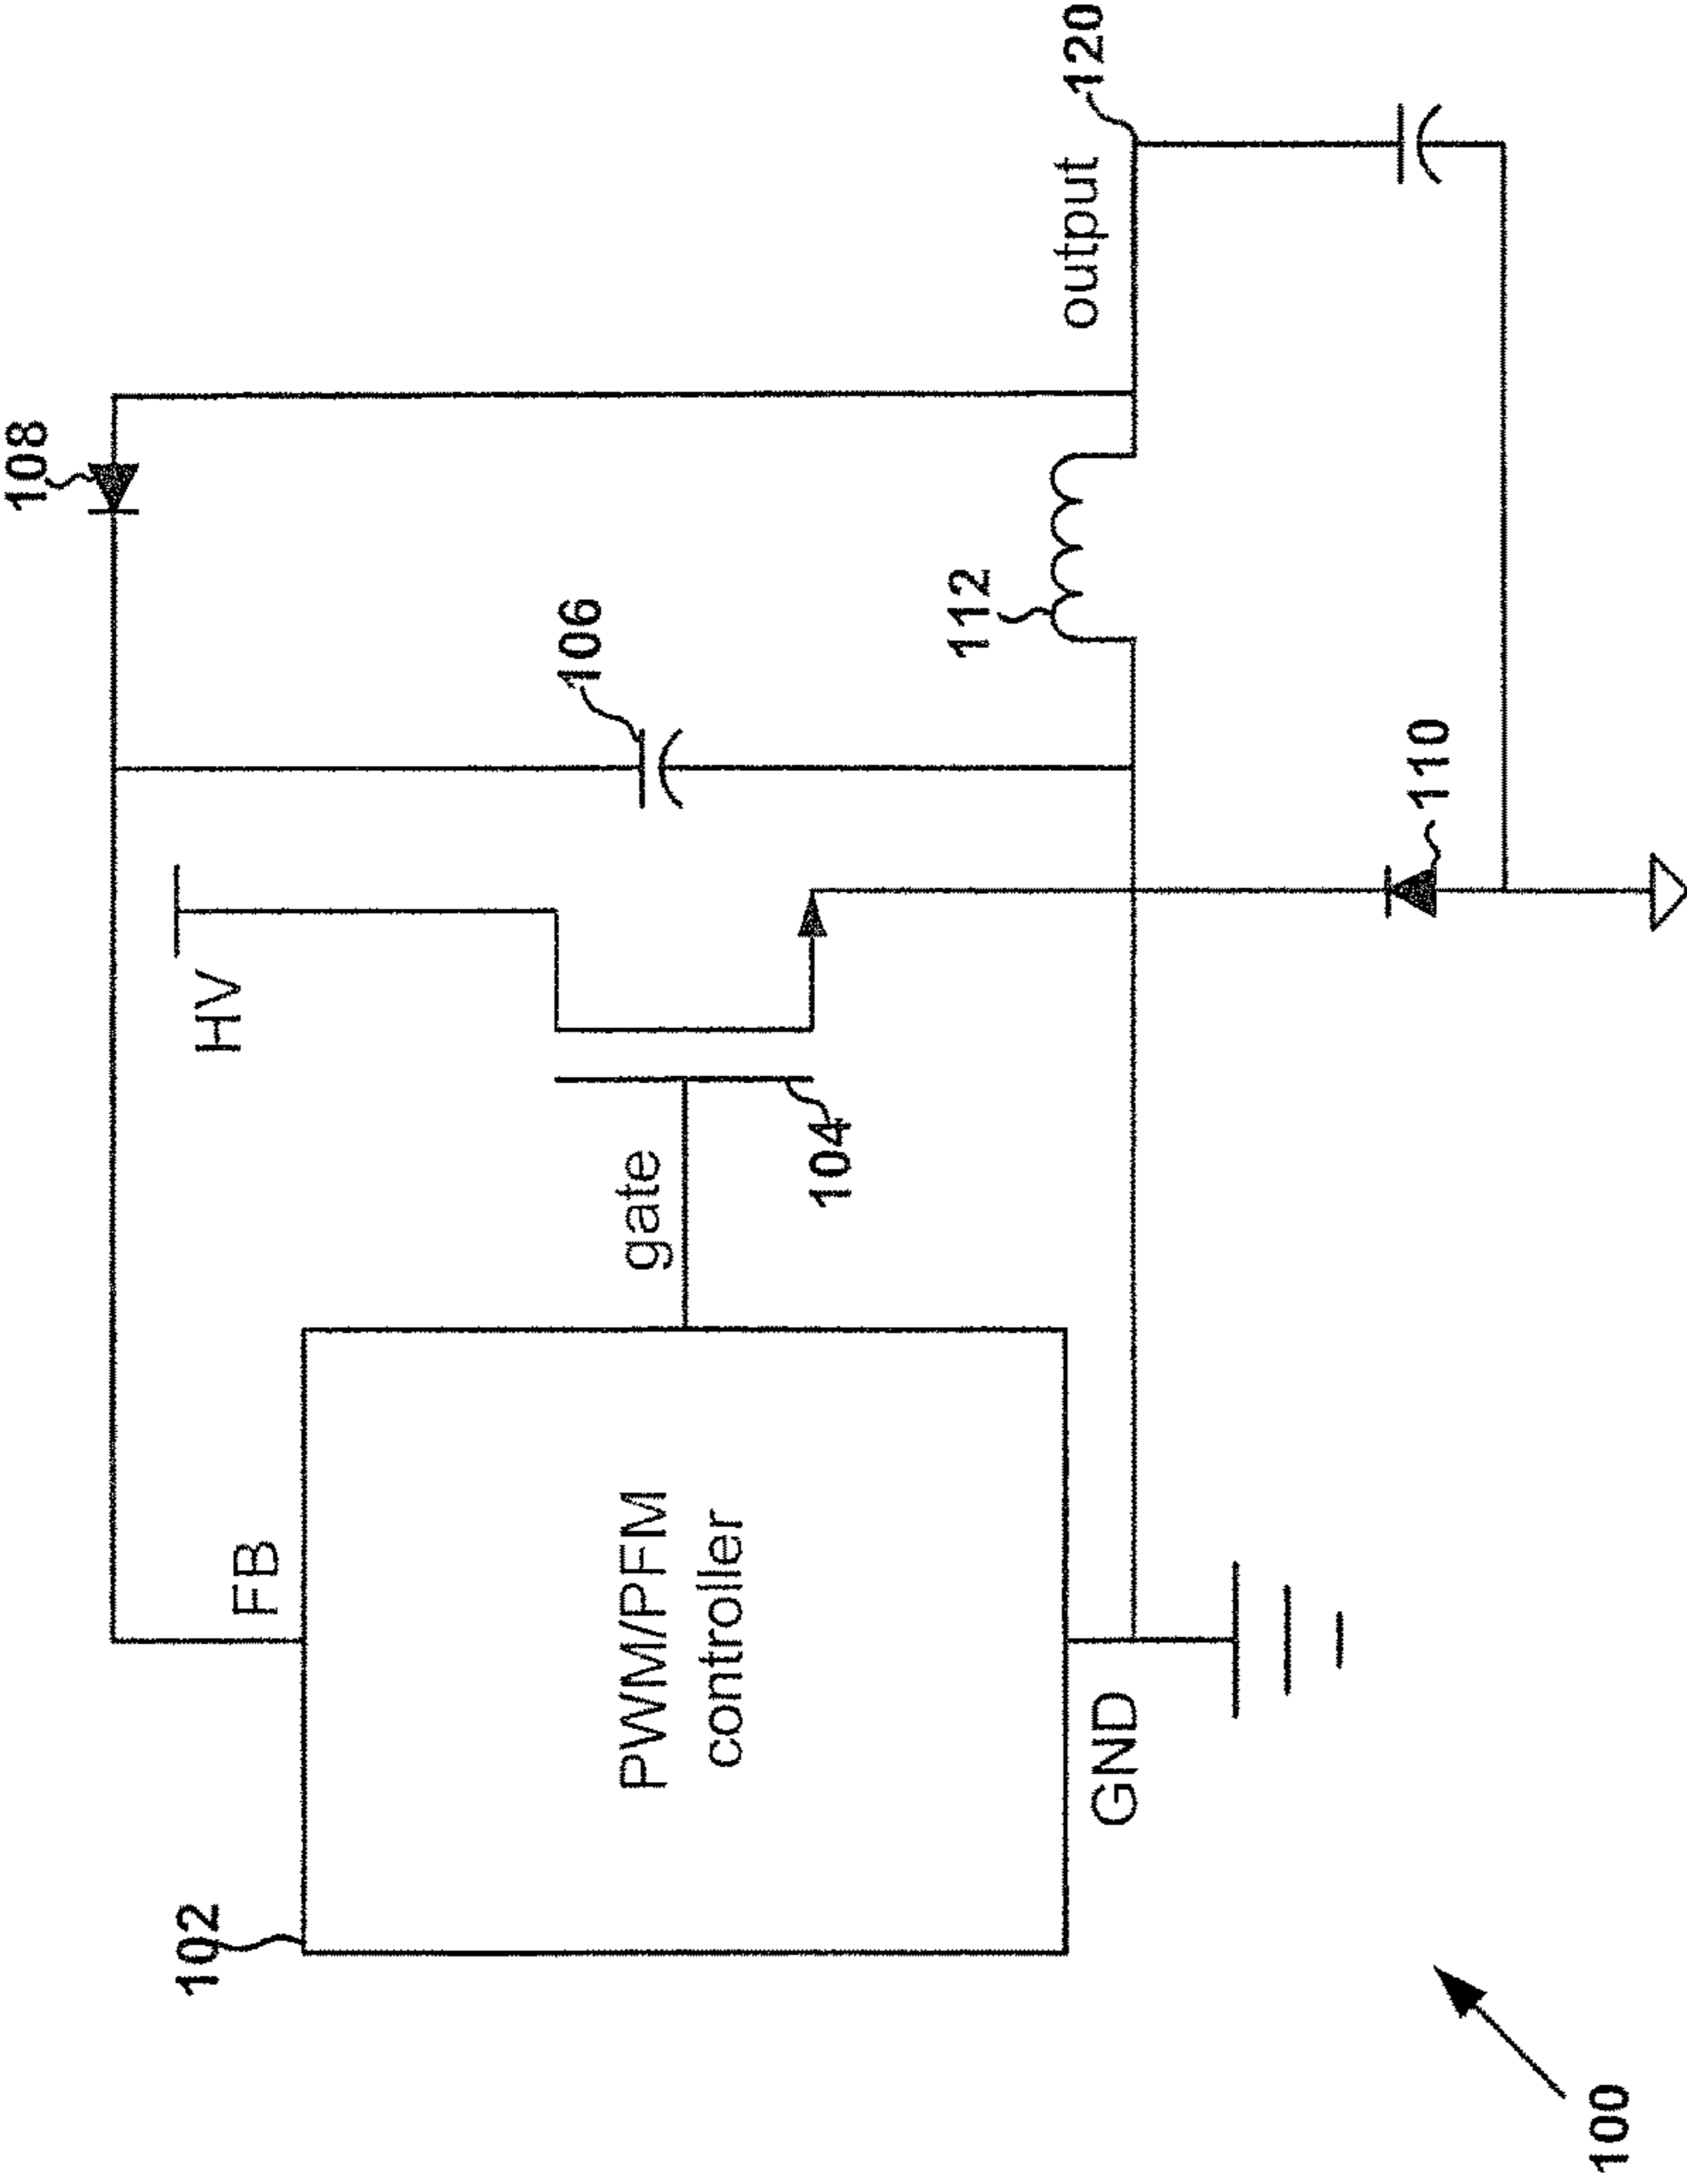 108
120
HV
106
output
112
FB
gate
104
102
PWM/PFM
controller
110
GND
100